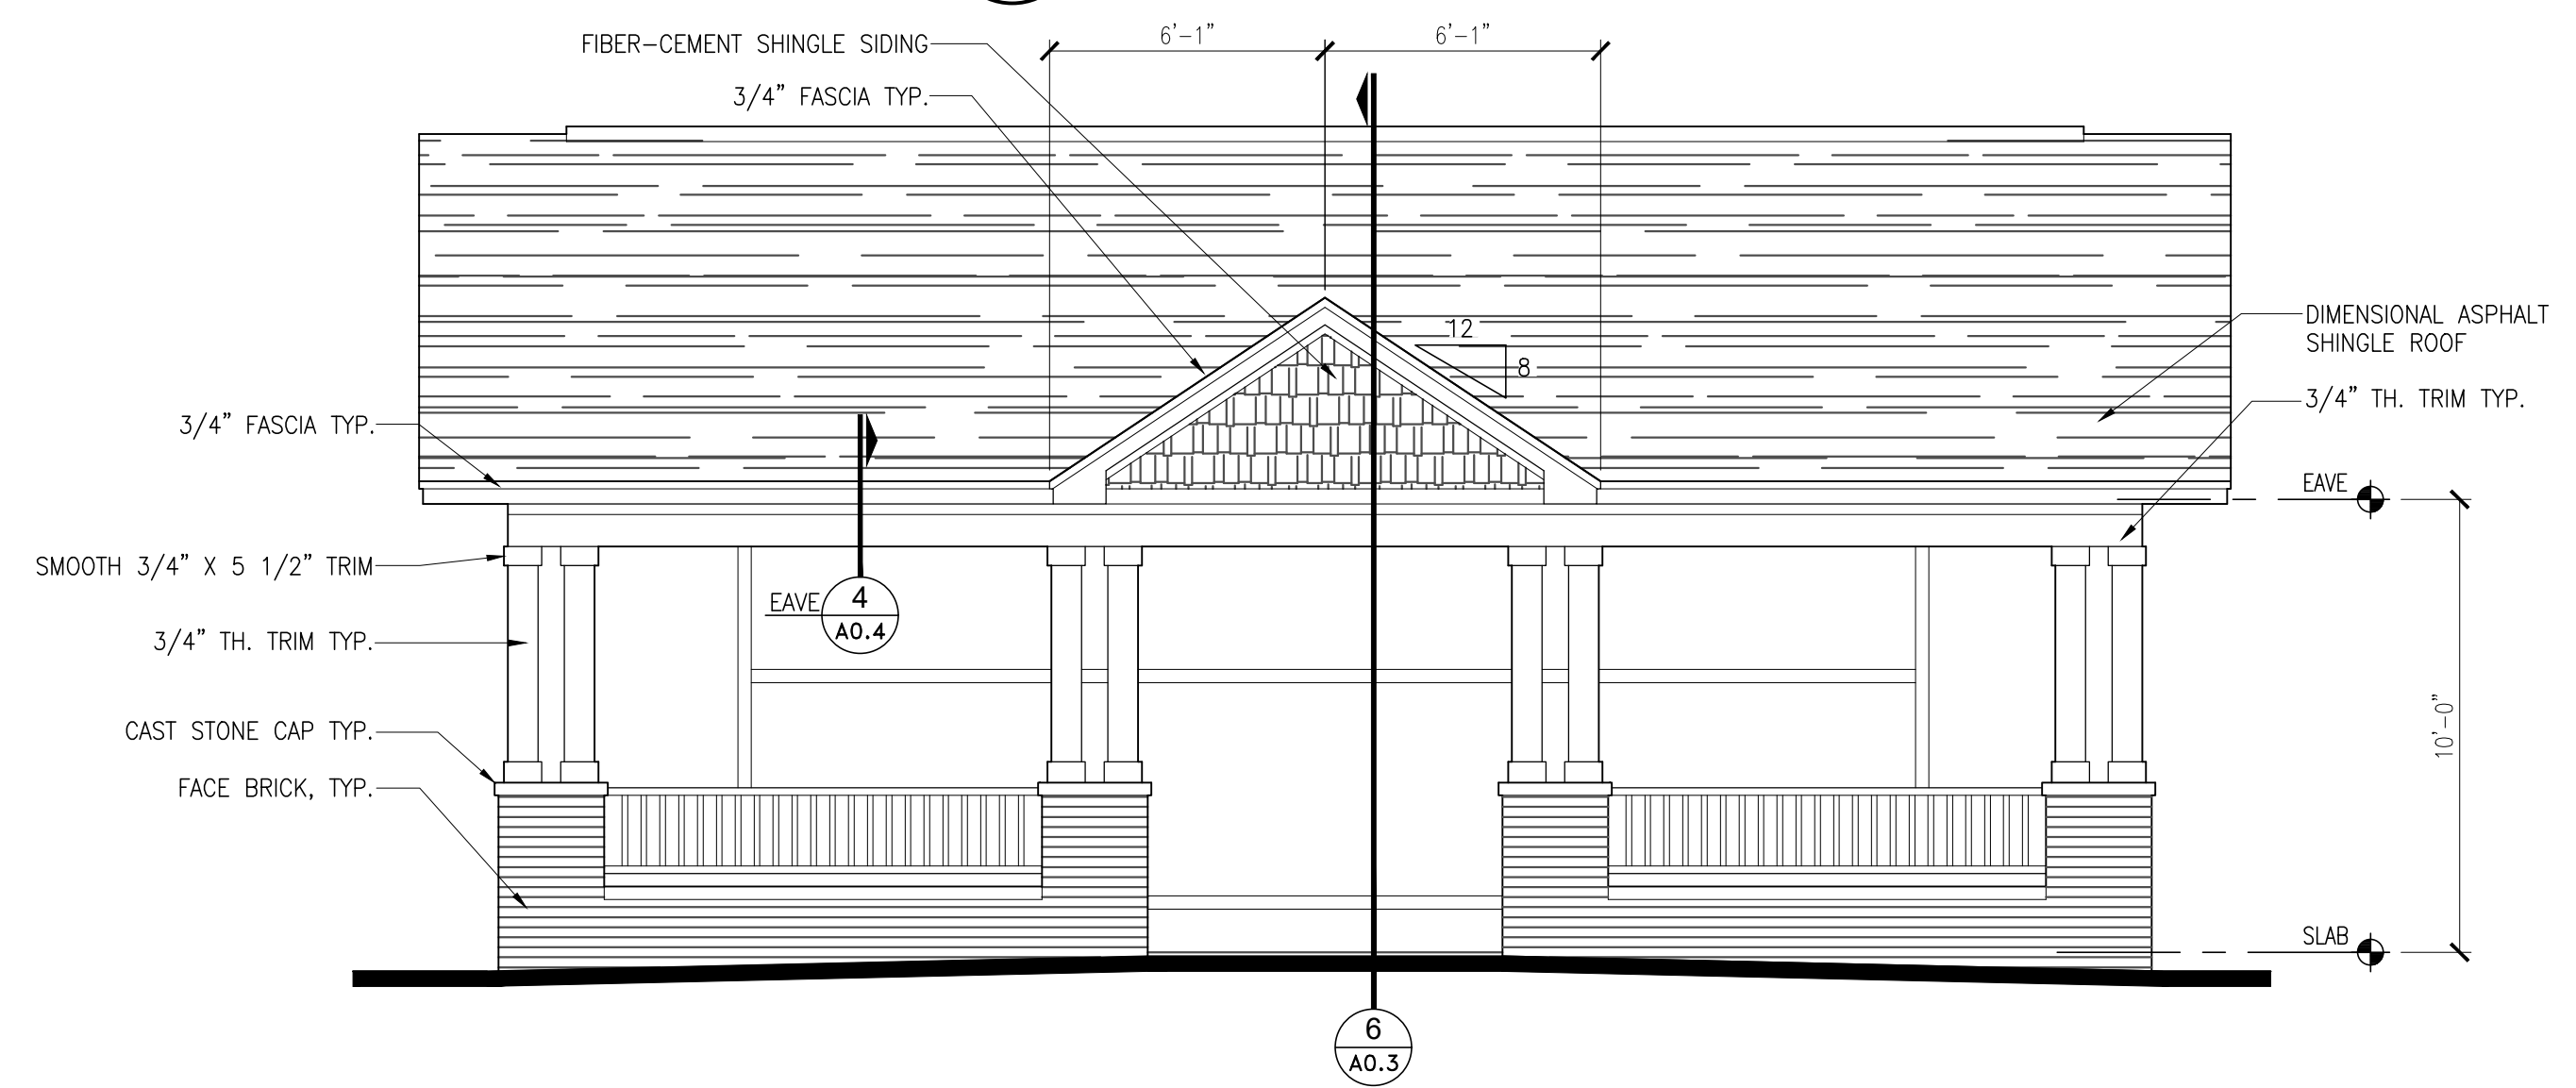 6'-1" 6'-1"
FIBER-CEMENT SHINGLE SIDING
3/4" FASCIA TYP.
12
8
DIMENSIONAL ASPHALT
SHINGLE ROOF
3/4" TH. TRIM TYP.
3/4" FASCIA TYP.
EAVE
SMOOTH 3/4" X 5 1/2" TRIM
EAVE
4
A0.4
3/4" TH. TRIM TYP.
10'-0"
CAST STONE CAP TYP.
FACE BRICK, TYP.
SLAB
6
A0.3